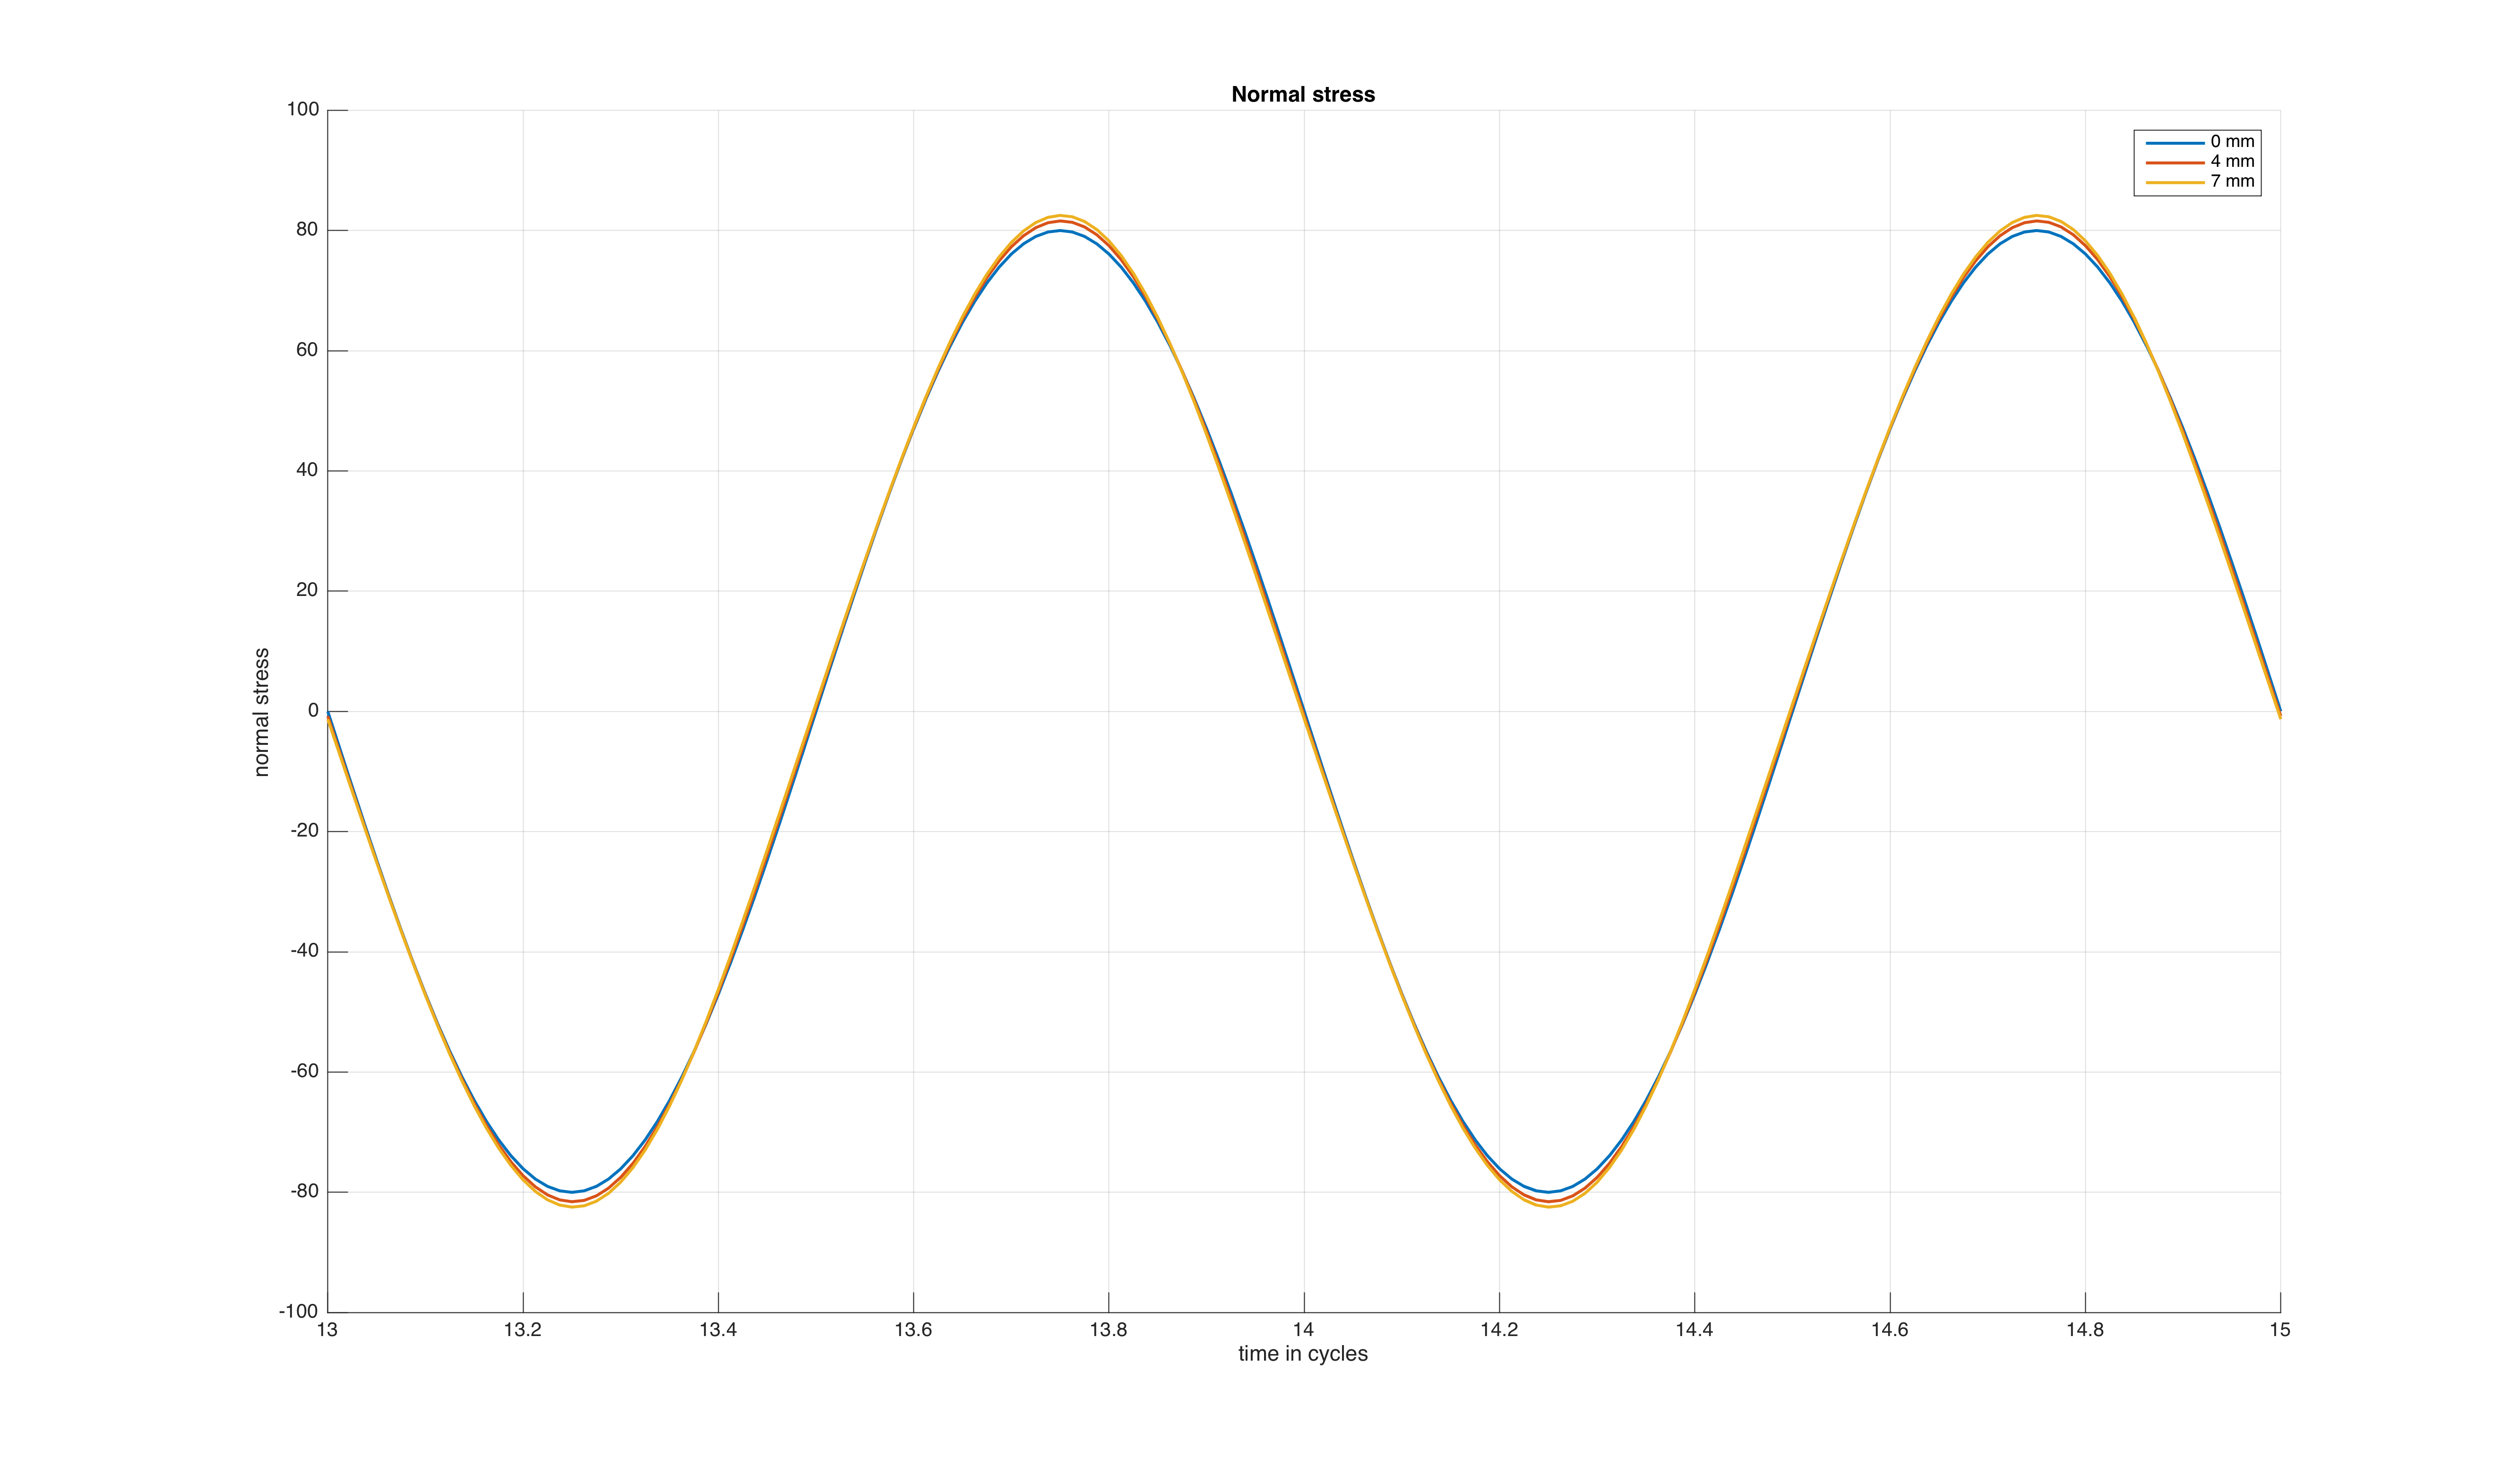 Normal stress
100
80
60
40
20
0
-20
-40
-60
-80
-100
normal stress
0 mm
4 mm
7 mm
13 13.2 13.4 13.6 13.8 14 14.2 14.4 14.6 14.8 15
time in cycles